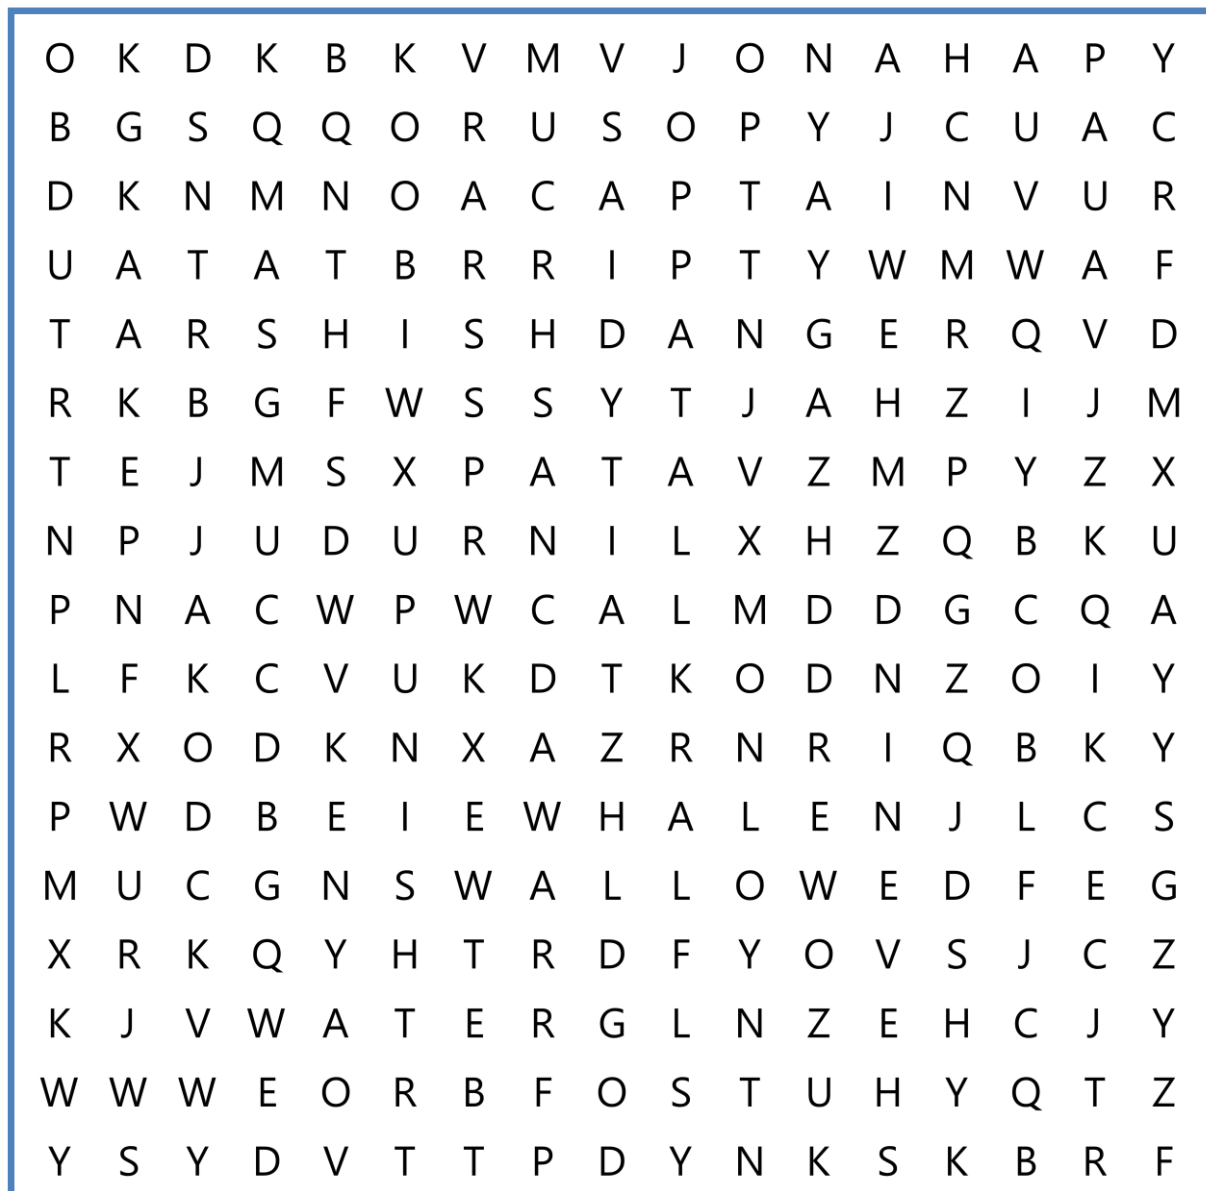 O K D K B K V M V J O N A H A P Y
B G S Q Q O R U S O P Y J C U A C
D K N M N O A C A P T A I N V U R
U A T A T B R R I P T Y W M W A F
T A R S H I S H D A N G E R Q V D
R K B G F W S S Y T J A H Z I J M
T E J M S X P A T A V Z M P Y Z X
N P J U D U R N I L X H Z Q B K U
P N A C W P W C A L M D D G C Q A
L F K C V U K D T K O D N Z O I Y
R X O D K N X A Z R N R I Q B K Y
P W D B E I E W H A L E N J L C S
M U C G N S W A L L O W E D F E G
X R K Q Y H T R D F Y O V S J C Z
K J V W A T E R G L N Z E H C J Y
W W W E O R B F O S T U H Y Q T Z
Y S Y D V T T P D Y N K S K B R F